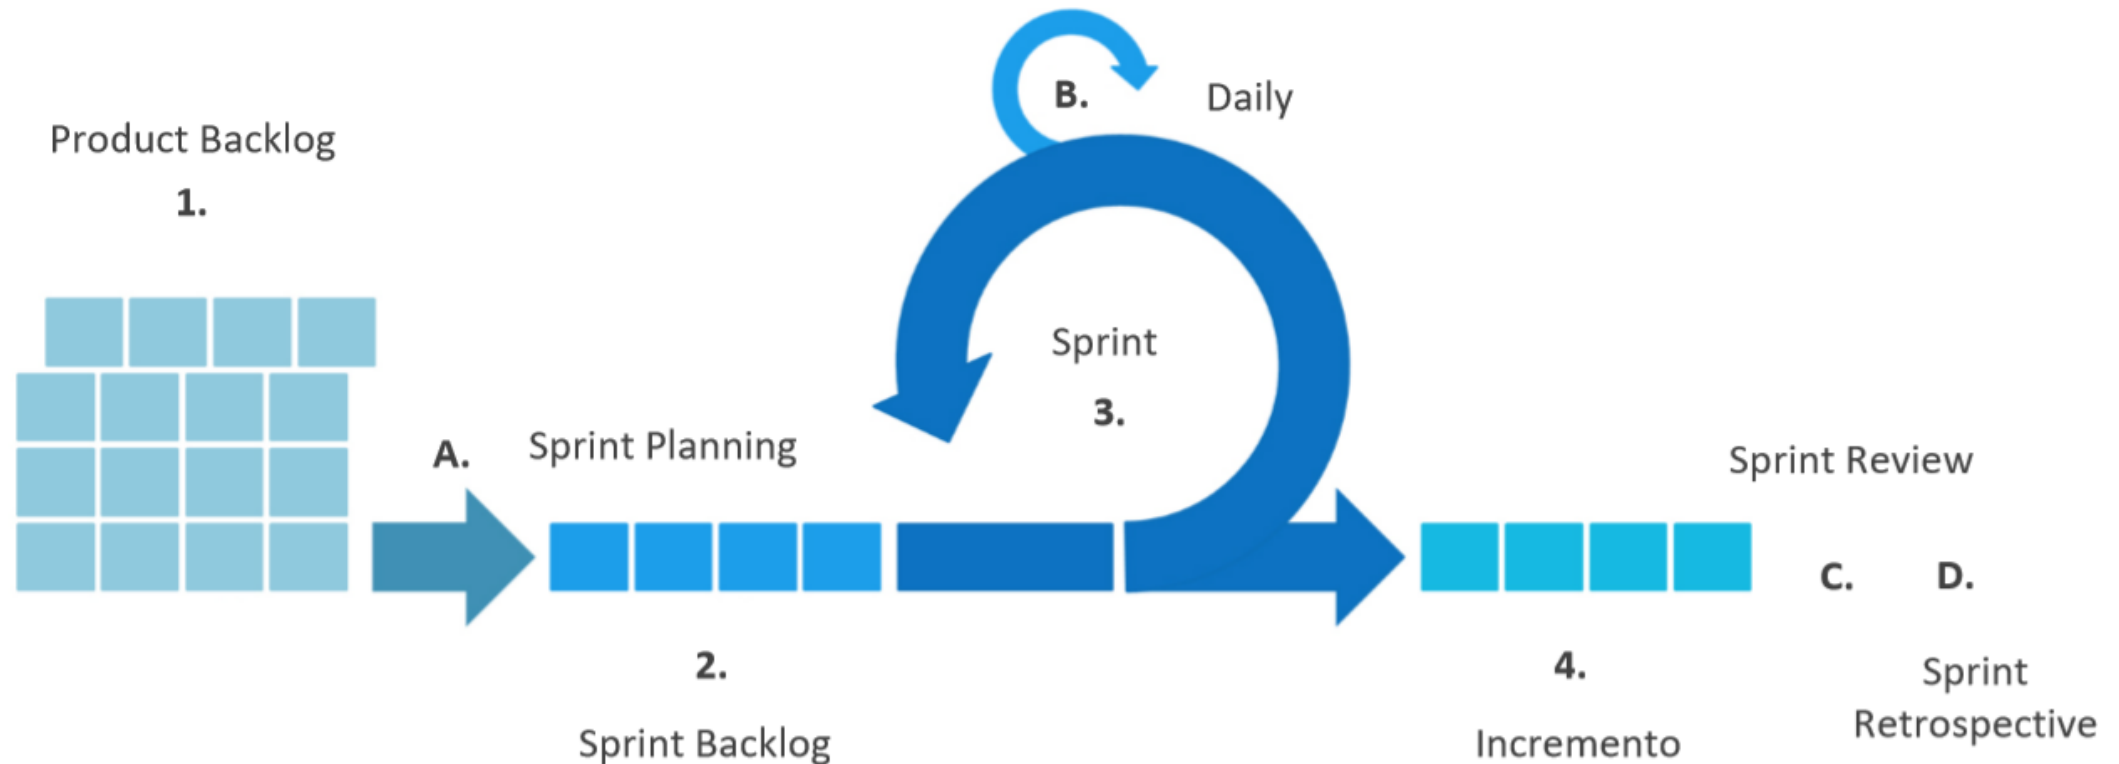 Product Backlog
1.
A.
Sprint Planning
2.
Sprint Backlog
B.
Daily
Sprint
3.
4.
Incremento
Sprint Review
C.
D.
Sprint
Retrospective